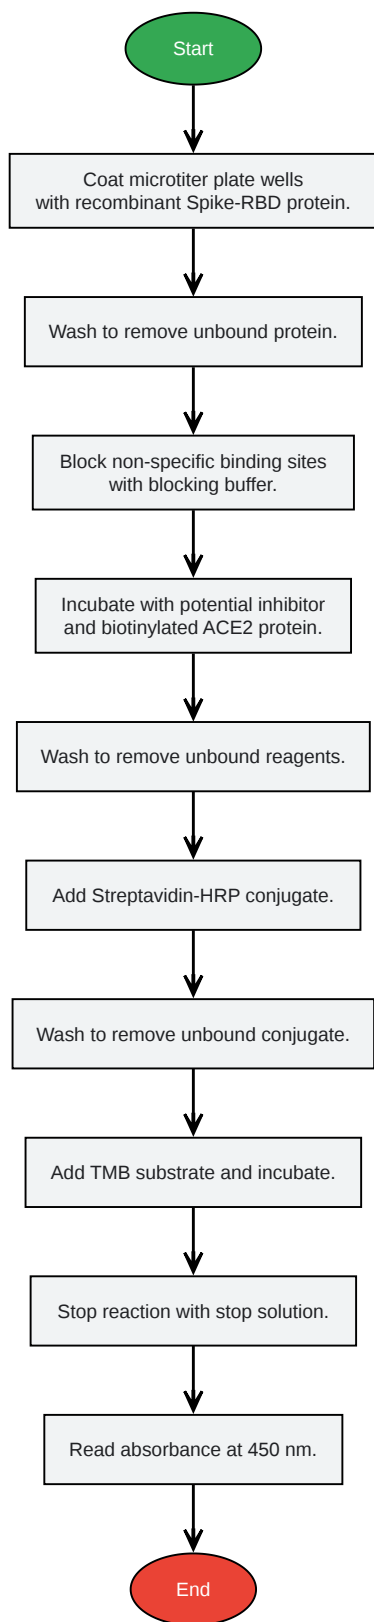 Start
Coat microtiter plate wells
with recombinant Spike-RBD protein.
Wash to remove unbound protein.
Block non-specific binding sites
with blocking buffer.
Incubate with potential inhibitor
and biotinylated ACE2 protein.
Wash to remove unbound reagents.
Add Streptavidin-HRP conjugate.
Wash to remove unbound conjugate.
Add TMB substrate and incubate.
Stop reaction with stop solution.
Read absorbance at 450 nm.
End